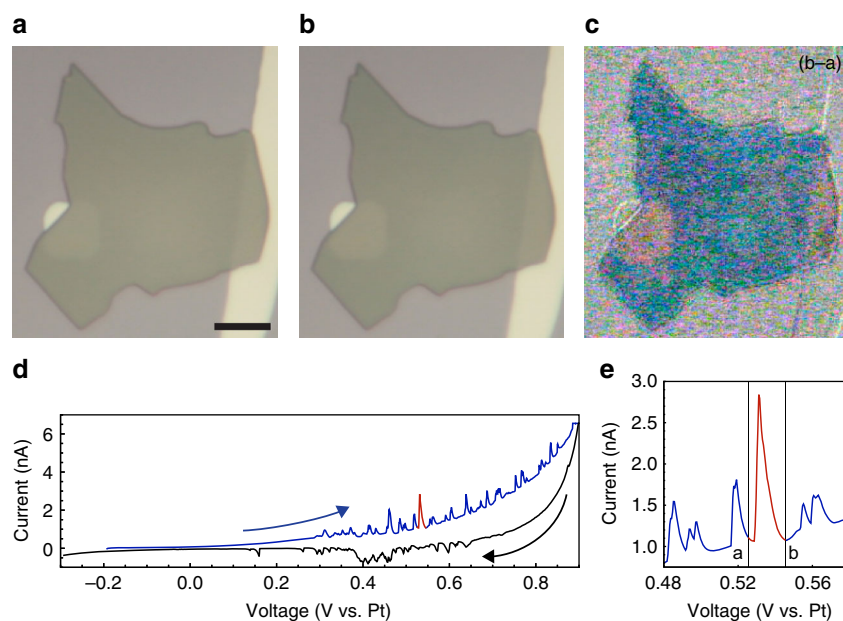 a
b
c
(b–a)
d
e
Current (nA)
6
4
2
0
−0.2
0.0
0.2
0.4
0.6
0.8
Voltage (V vs. Pt)
Current (nA)
3.0
2.5
2.0
1.5
1.0
a
b
0.48
0.52
0.56
Voltage (V vs. Pt)